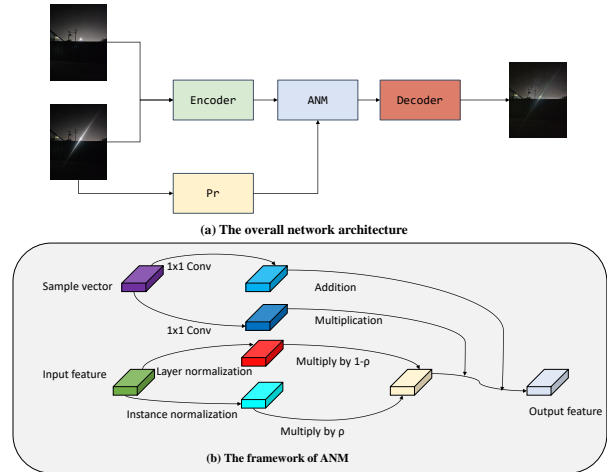 Encoder
ANM
Decoder
Pr
(a) The overall network architecture
1x1 Conv
Sample vector
Addition
1x1 Conv
Multiplication
Input feature
Layer normalization
Multiply by 1-ρ
Instance normalization
Output feature
Multiply by ρ
(b) The framework of ANM